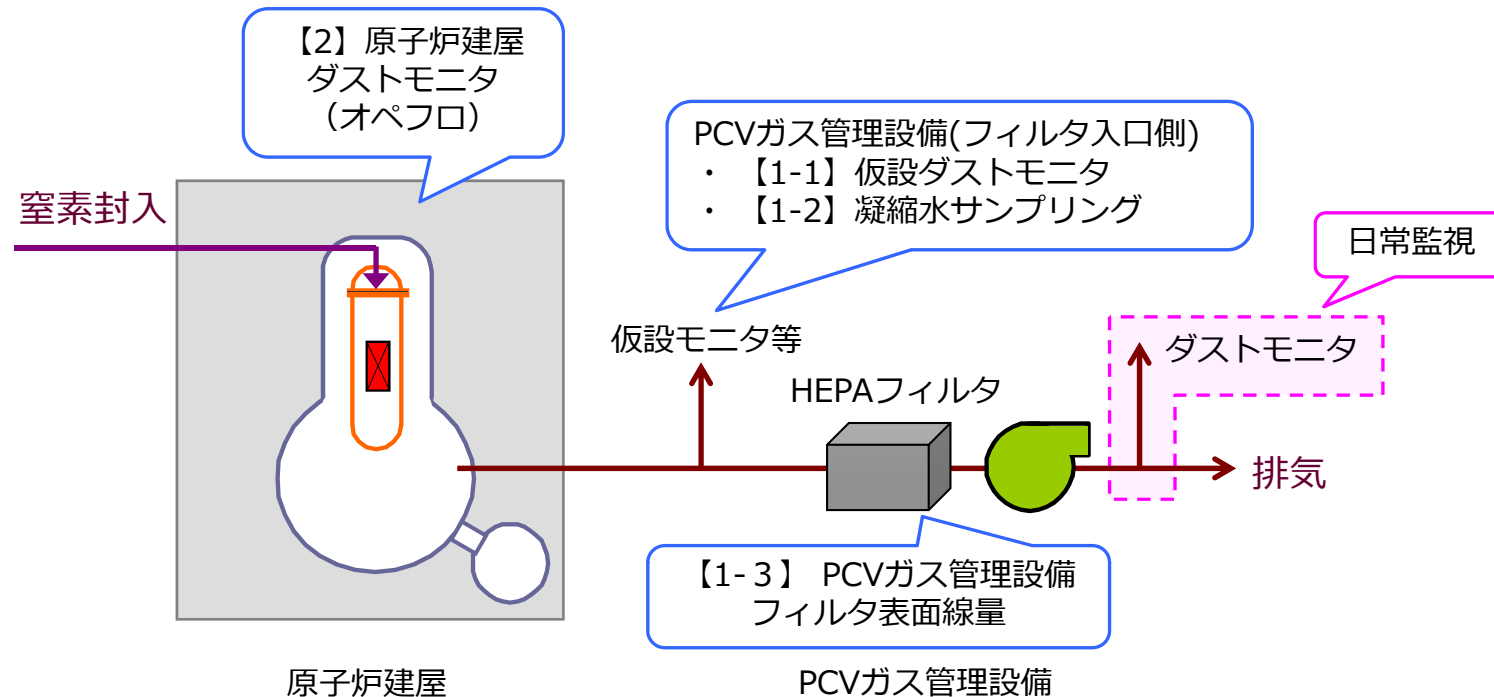 【2】原子炉建屋
ダストモニタ
（オペフロ）
PCVガス管理設備(フィルタ入口側)
・ 【1-1】仮設ダストモニタ
・ 【1-2】凝縮水サンプリング
窒素封入
日常監視
仮設モニタ等
ダストモニタ
HEPAフィルタ
排気
【1-３】 PCVガス管理設備
フィルタ表面線量
原子炉建屋
PCVガス管理設備